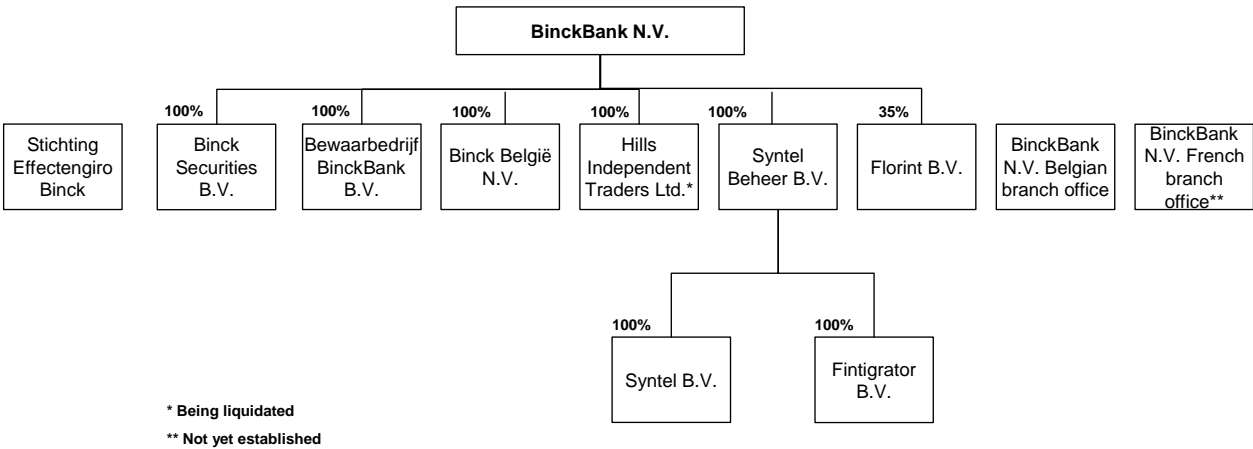 BinckBank N.V.
100%
100%
100%
100%
100%
35%
Stichting
Effectengiro
Binck
Binck
Securities
B.V.
Bewaarbedrijf
BinckBank
B.V.
Binck België
N.V.
Hills
Independent
Traders Ltd.*
Syntel
Beheer B.V.
Florint B.V.
BinckBank
N.V. Belgian
branch office
BinckBank
N.V. French
branch
office**
100%
100%
Syntel B.V.
Fintigrator
B.V.
* Being liquidated
** Not yet established